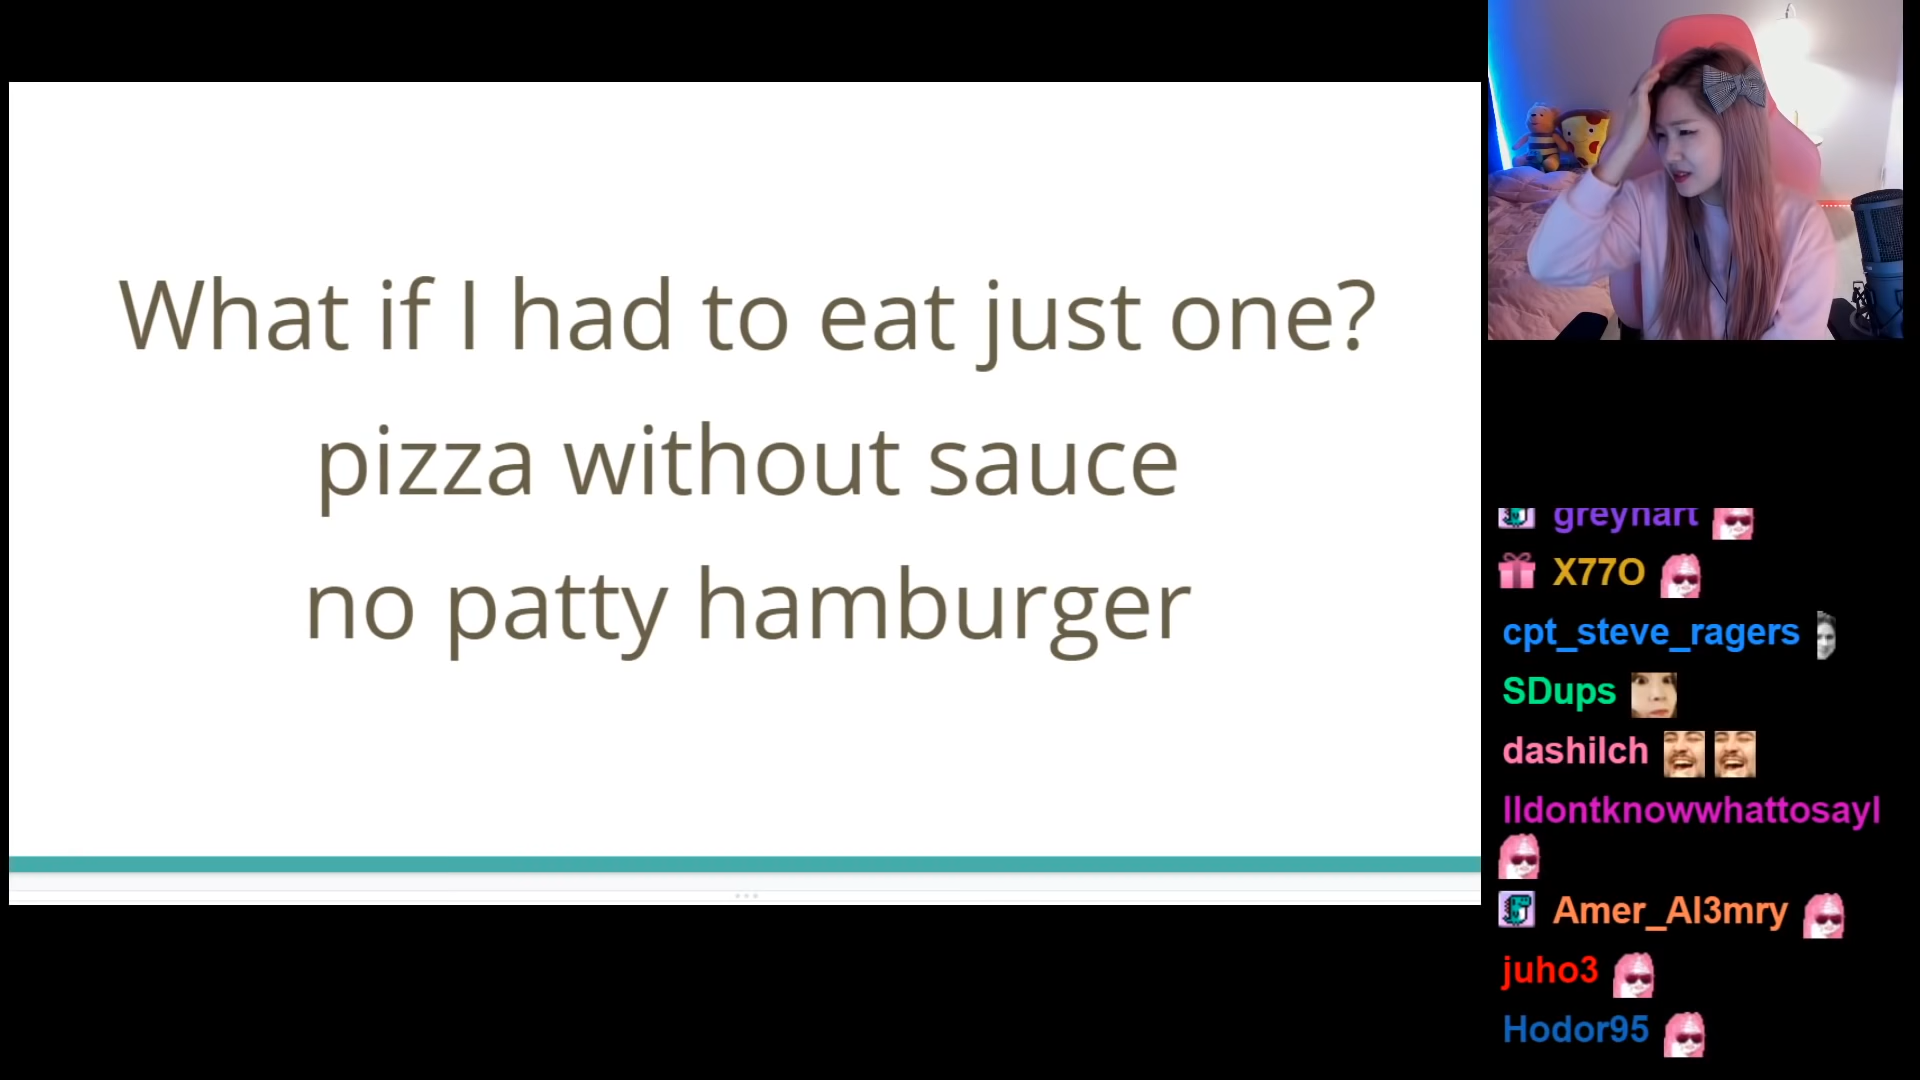 What if I had to eat just one?
pizza without sauce
no patty hamburger
greyhart
X77O
cpt_steve_ragers
SDups
dashilch
lldontknowwhattosayl
Amer_Al3mry
juho3
Hodor95